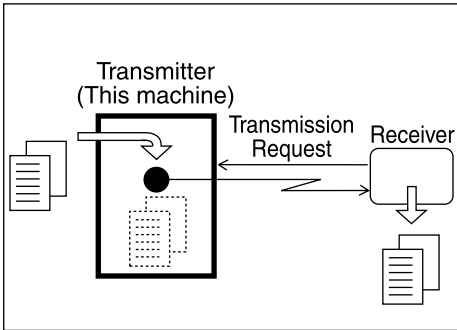 Transmitter
(This machine)
Transmission
Request
Receiver